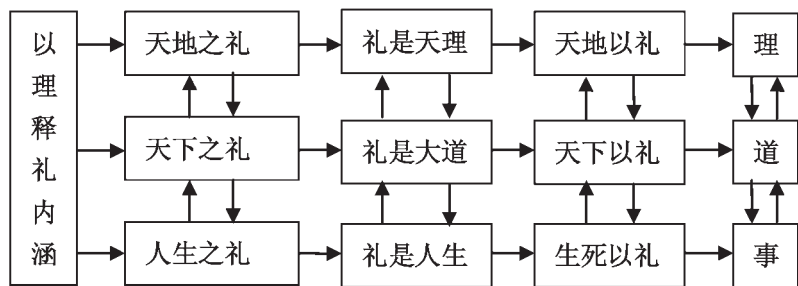 以理释礼内涵
天地之礼
礼是天理
天地以礼
理
天下之礼
礼是大道
天下以礼
道
人生之礼
礼是人生
生死以礼
事